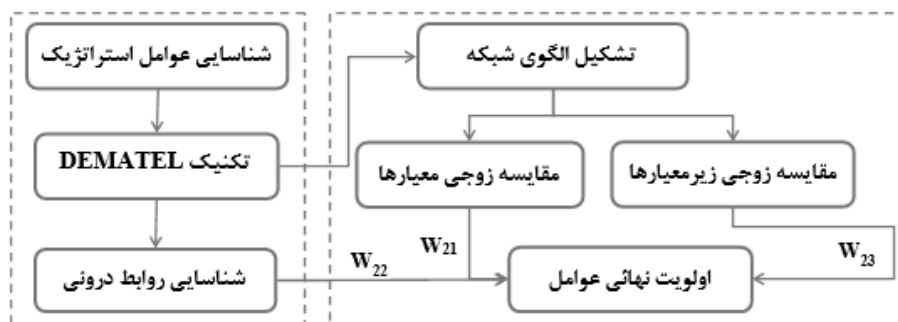 شناسایی عوامل استراتژیک
تکنیک DEMATEL
شناسایی روابط درونی
تشکیل الگوی شبکه
مقایسه زوجی معیارها
مقایسه زوجی زیرمعیارها
W22
W21
W23
اولویت نهائی عوامل